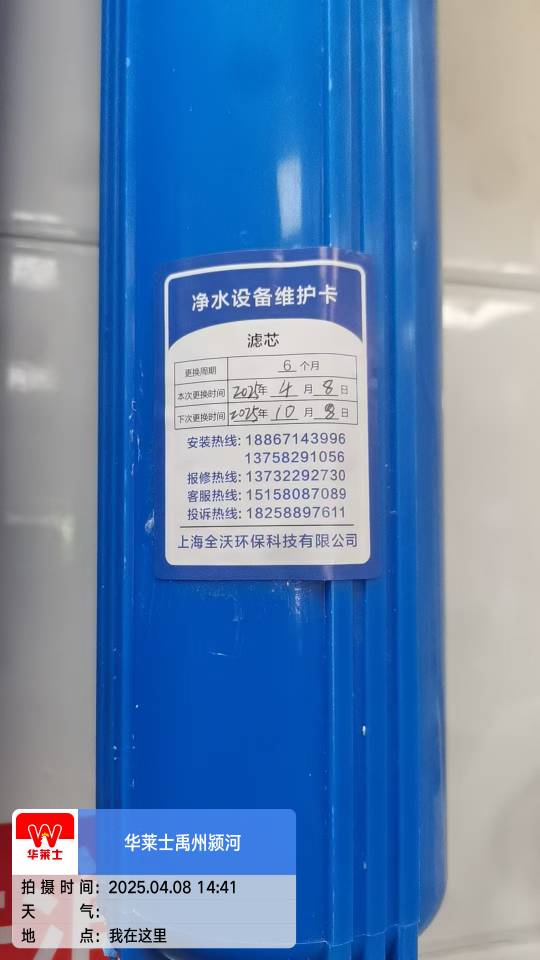 净水设备维护卡
滤芯
更换周期 6 个月
本次更换时间 2025年 4 月 8 日
下次更换时间 2025年 10 月 8 日
安装热线: 18867143996
13758291056
报修热线: 13732292730
客服热线: 15158087089
投诉热线: 18258897611
上海全沃环保科技有限公司
华莱士
华莱士禹州颍河
拍摄时间: 2025.04.08 14:41
天 气:
地 点: 我在这里